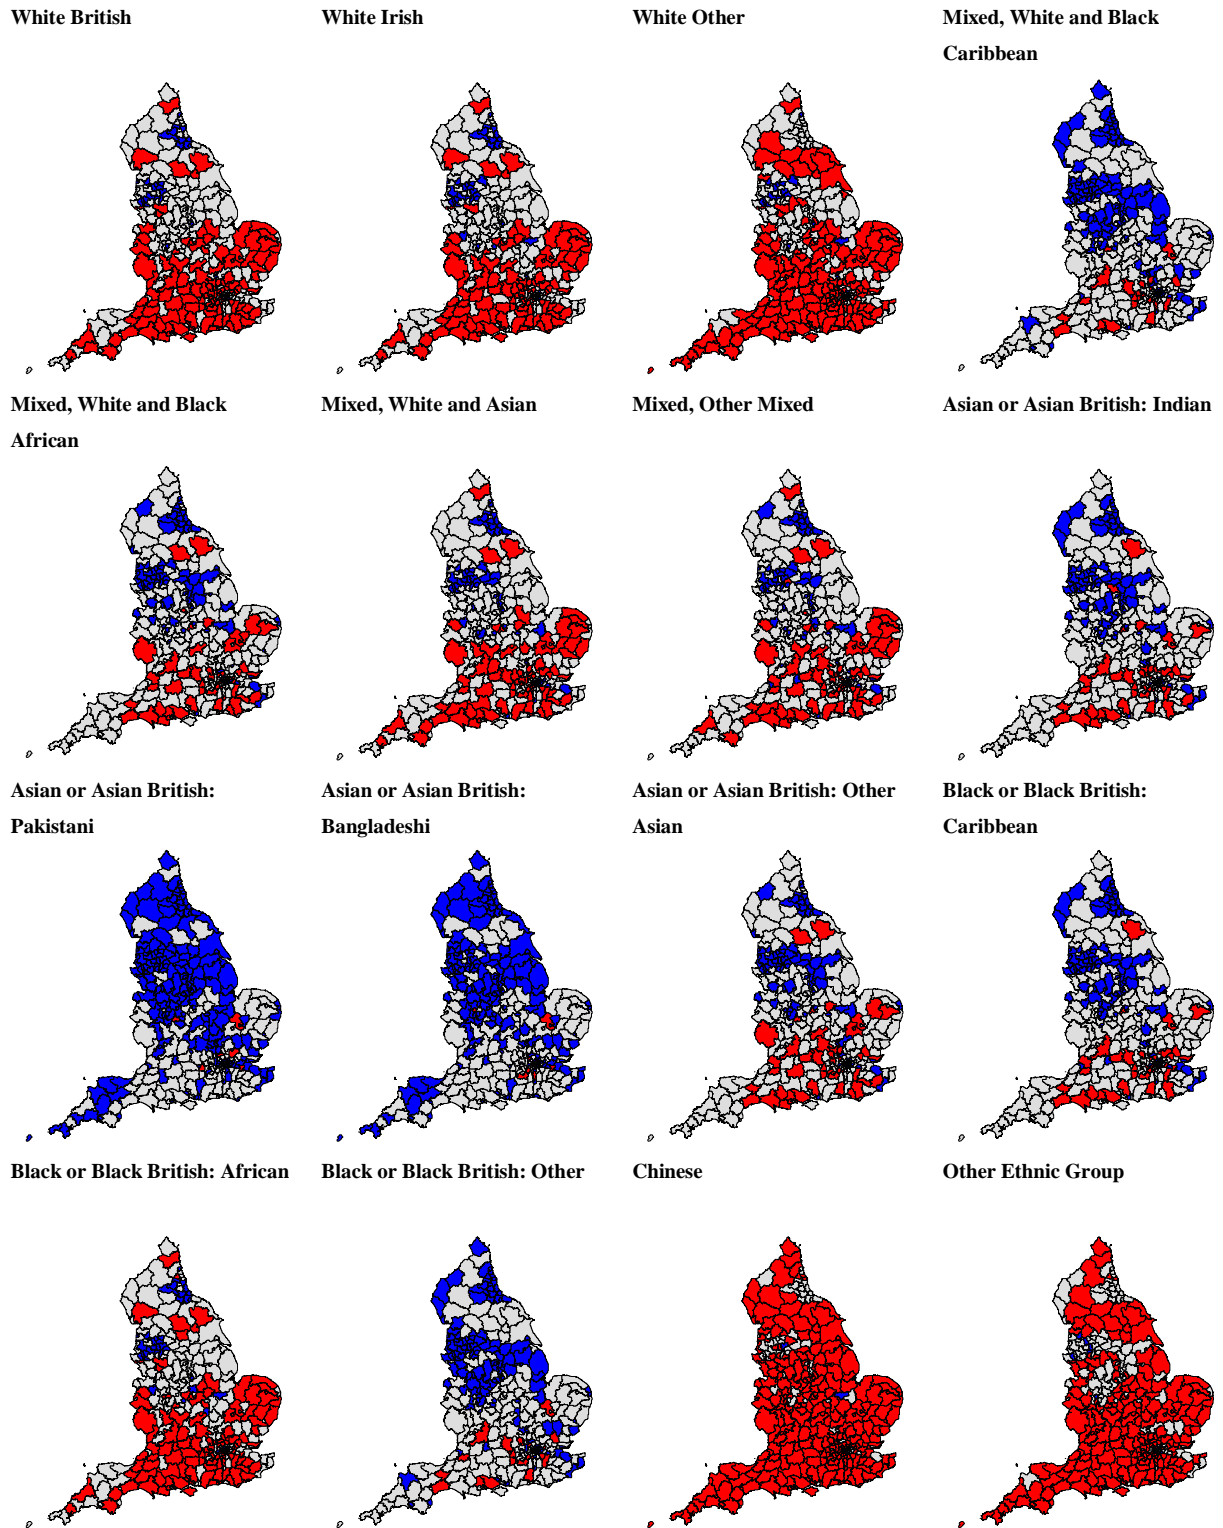 White British
White Irish
White Other
Mixed, White and Black
Caribbean
Mixed, White and Black
African
Mixed, White and Asian
Mixed, Other Mixed
Asian or Asian British: Indian
Asian or Asian British:
Pakistani
Asian or Asian British:
Bangladeshi
Asian or Asian British: Other
Asian
Black or Black British:
Caribbean
Black or Black British: African
Black or Black British: Other
Chinese
Other Ethnic Group